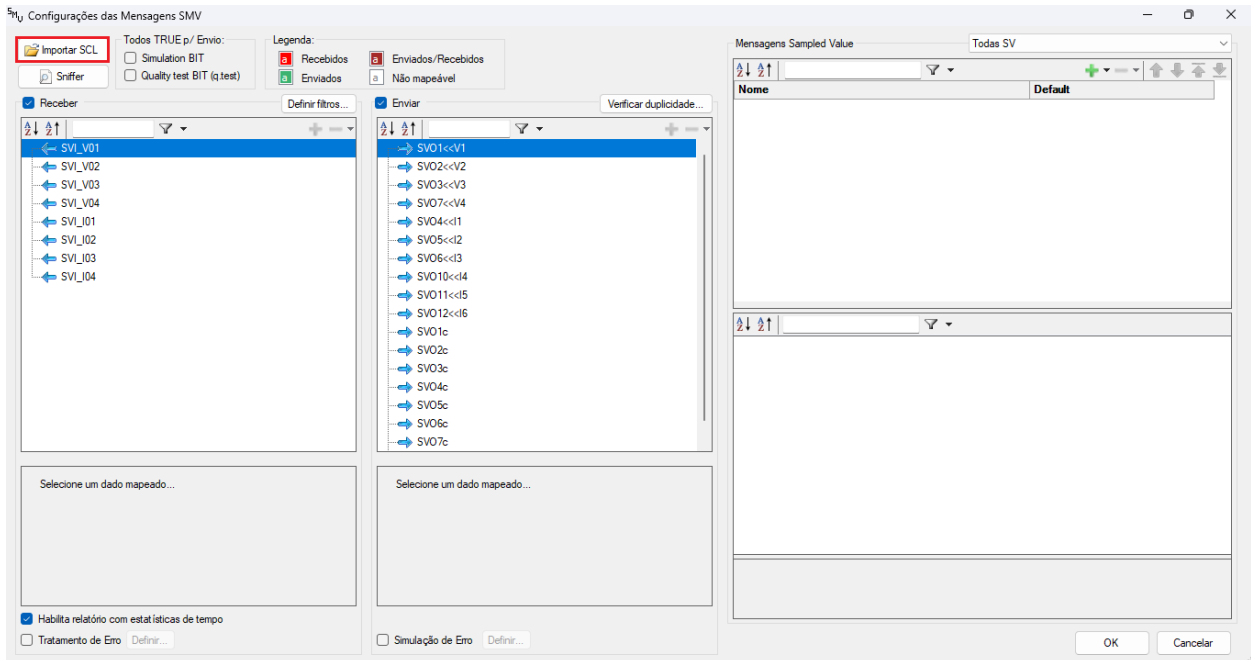 SMU Configurações das Mensagens SMV
Importar SCL
Sniffer
Todos TRUE p/ Envio:
Simulation BIT
Quality test BIT (q.test)
Legenda:
a Recebidos
a Enviados/Recebidos
a Enviados
a Não mapeável
Receber
Definir filtros...
SVI_V01
SVI_V02
SVI_V03
SVI_V04
SVI_I01
SVI_I02
SVI_I03
SVI_I04
Selecione um dado mapeado...
Habilita relatório com estatísticas de tempo
Tratamento de Erro Definir...
Enviar
Verificar duplicidade...
SVO1<<V1
SVO2<<V2
SVO3<<V3
SVO7<<V4
SVO4<<I1
SVO5<<I2
SVO6<<I3
SVO10<<I4
SVO11<<I5
SVO12<<I6
SVO1c
SVO2c
SVO3c
SVO4c
SVO5c
SVO6c
SVO7c
Selecione um dado mapeado...
Simulação de Erro Definir...
Mensagens Sampled Value Todas SV
Nome Default
OK Cancelar